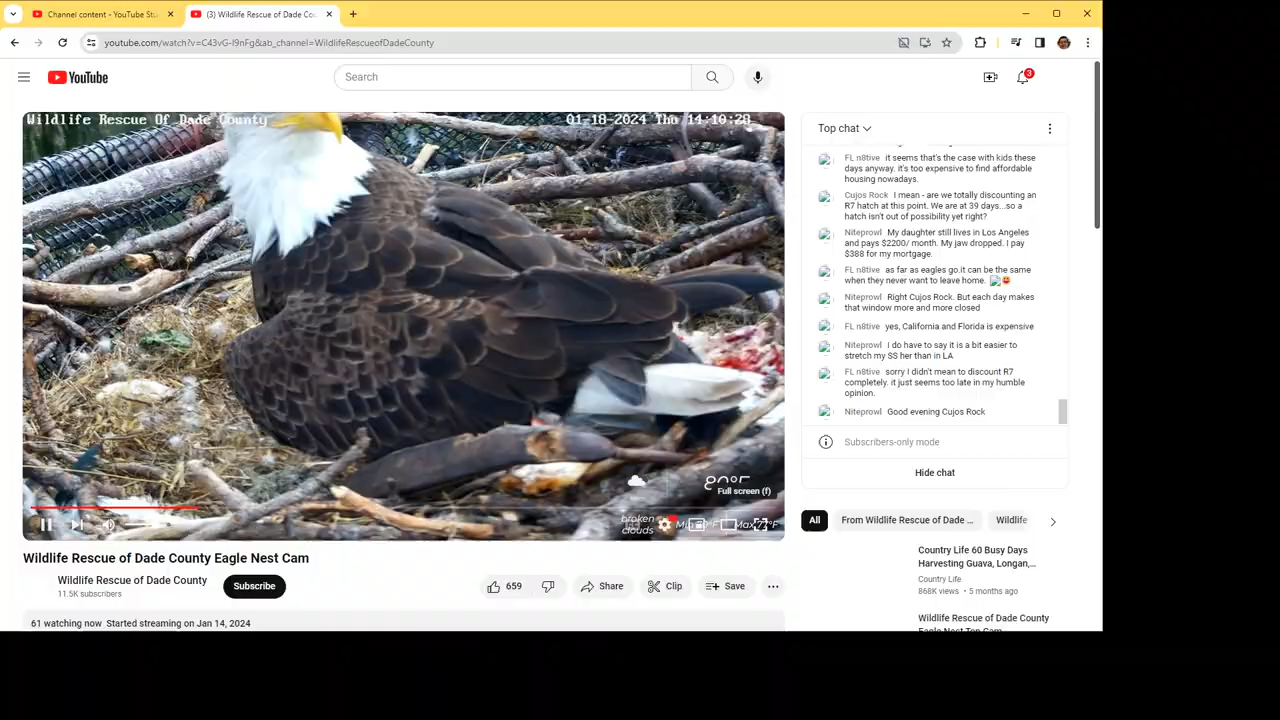 Channel content - YouTube Stu
(3) Wildlife Rescue of Dade Cou
youtube.com/watch?v=C43vG-I9nFg&ab_channel=WildlifeRescueofDadeCounty
YouTube
Search
3
Wildlife Rescue Of Dade County
01-18-2024 Thu 14:10:28
Full screen (f)
broken
clouds
Wildlife Rescue of Dade County Eagle Nest Cam
Wildlife Rescue of Dade County
11.5K subscribers
Subscribe
659
Share
Clip
Save
61 watching now Started streaming on Jan 14, 2024
Top chat
FL n8tive it seems that's the case with kids these
days anyway. it's too expensive to find affordable
housing nowadays.
Cujos Rock I mean - are we totally discounting an
R7 hatch at this point. We are at 39 days...so a
hatch isn't out of possibility yet right?
Niteprowl My daughter still lives in Los Angeles
and pays $2200/ month. My jaw dropped. I pay
$388 for my mortgage.
FL n8tive as far as eagles go.it can be the same
when they never want to leave home.
Niteprowl Right Cujos Rock. But each day makes
that window more and more closed
FL n8tive yes, California and Florida is expensive
Niteprowl I do have to say it is a bit easier to
stretch my SS her than in LA
FL n8tive sorry I didn't mean to discount R7
completely. it just seems too late in my humble
opinion.
Niteprowl Good evening Cujos Rock
Subscribers-only mode
Hide chat
All
From Wildlife Rescue of Dade ...
Wildlife
Country Life 60 Busy Days
Harvesting Guava, Longan,...
Country Life
868K views • 5 months ago
Wildlife Rescue of Dade County
Eagle Nest Top Cam